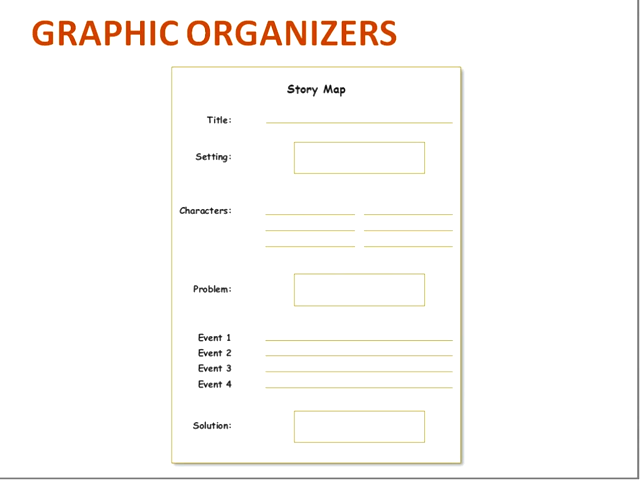 GRAPHIC ORGANIZERS
Story Map
Title:
Setting:
Characters:
Problem:
Event 1
Event 2
Event 3
Event 4
Solution: